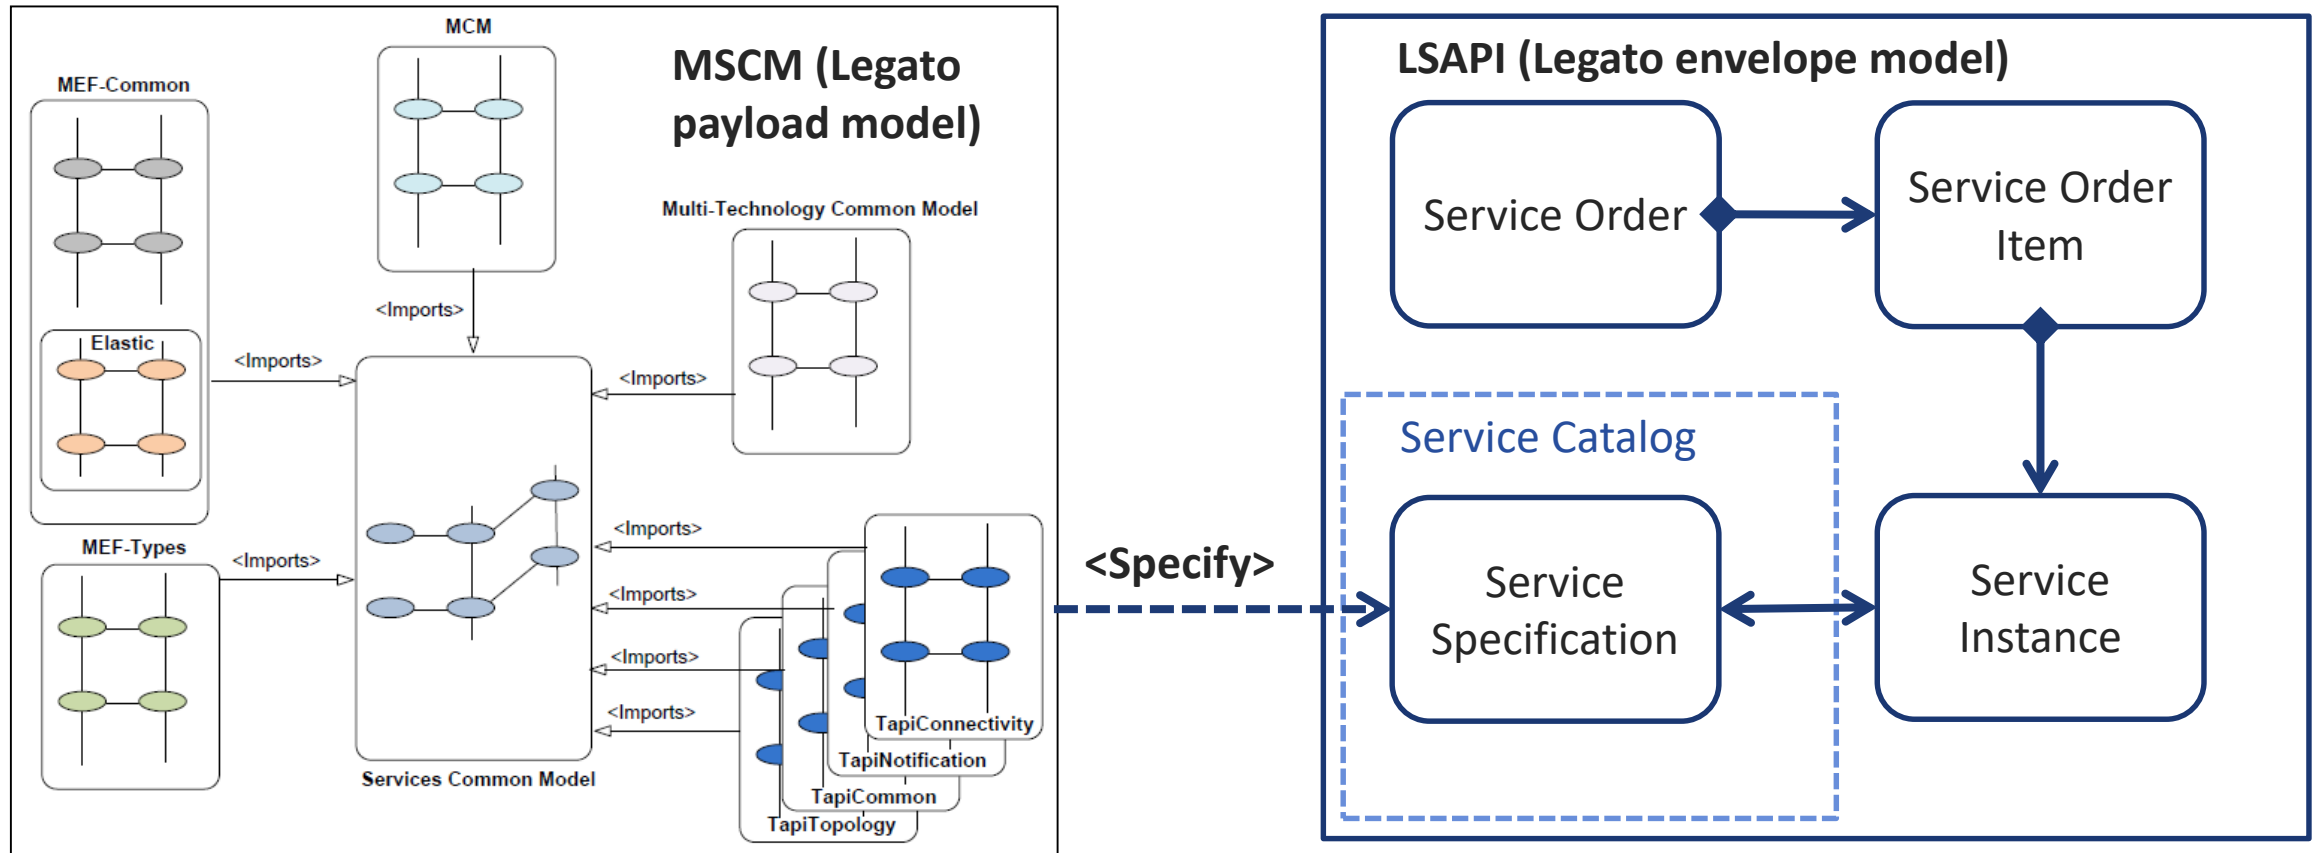 MCM
MSCM (Legato
payload model)
MEF-Common
Multi-Technology Common Model
<Imports>
Elastic
<Imports>
<Imports>
MEF-Types
<Imports>
<Imports>
<Imports>
<Imports>
<Imports>
TapiConnectivity
TapiNotification
TapiCommon
TapiTopology
Services Common Model
<Specify>
LSAPI (Legato envelope model)
Service Order
Service Order
Item
Service Catalog
Service
Specification
Service
Instance